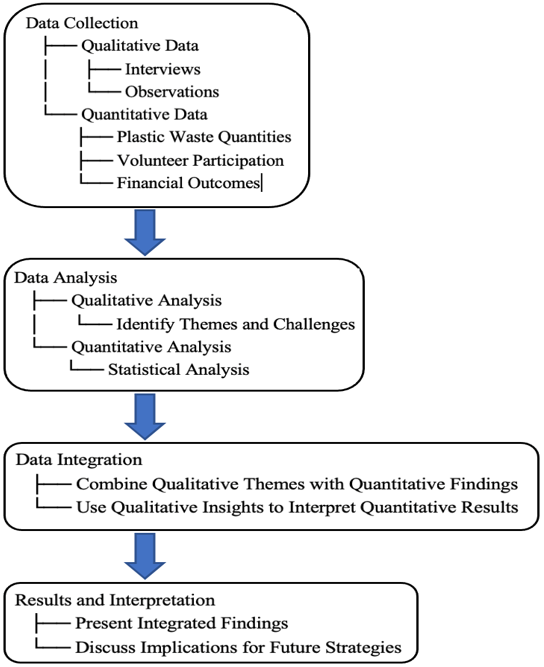 Data Collection
Qualitative Data
Interviews
Observations
Quantitative Data
Plastic Waste Quantities
Volunteer Participation
Financial Outcomes
Data Analysis
Qualitative Analysis
Identify Themes and Challenges
Quantitative Analysis
Statistical Analysis
Data Integration
Combine Qualitative Themes with Quantitative Findings
Use Qualitative Insights to Interpret Quantitative Results
Results and Interpretation
Present Integrated Findings
Discuss Implications for Future Strategies